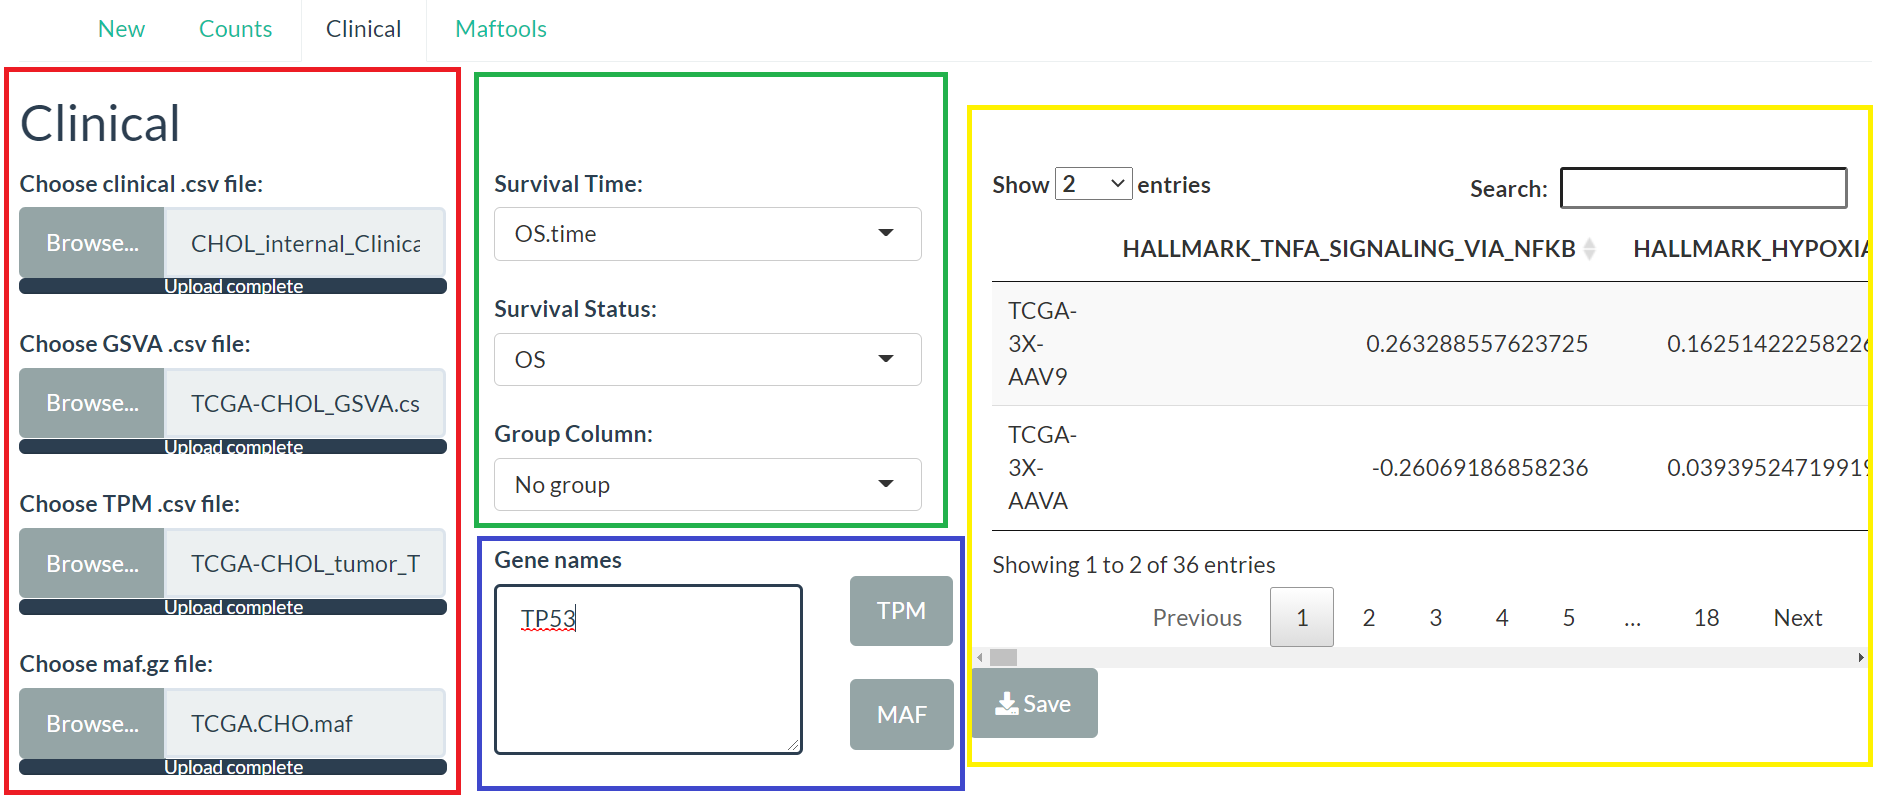 New Counts Clinical Maftools
Clinical
Choose clinical .csv file:
Browse... CHOL_internal_Clinica
Upload complete
Choose GSVA .csv file:
Browse... TCGA-CHOL_GSVA.cs
Upload complete
Choose TPM .csv file:
Browse... TCGA-CHOL_tumor_T
Upload complete
Choose maf.gz file:
Browse... TCGA.CHO.maf
Upload complete
Survival Time:
OS.time
Survival Status:
OS
Group Column:
No group
Gene names
TP53
TPM
MAF
Show 2 entries
Search:
HALLMARK_TNFA_SIGNALING_VIA_NFKB HALLMARK_HYPOXIA
TCGA-
3X-
AAV9
0.263288557623725 0.16251422258226
TCGA-
3X-
AAVA
-0.26069186858236 0.03939524719919
Showing 1 to 2 of 36 entries
Previous 1 2 3 4 5 ... 18 Next
Save